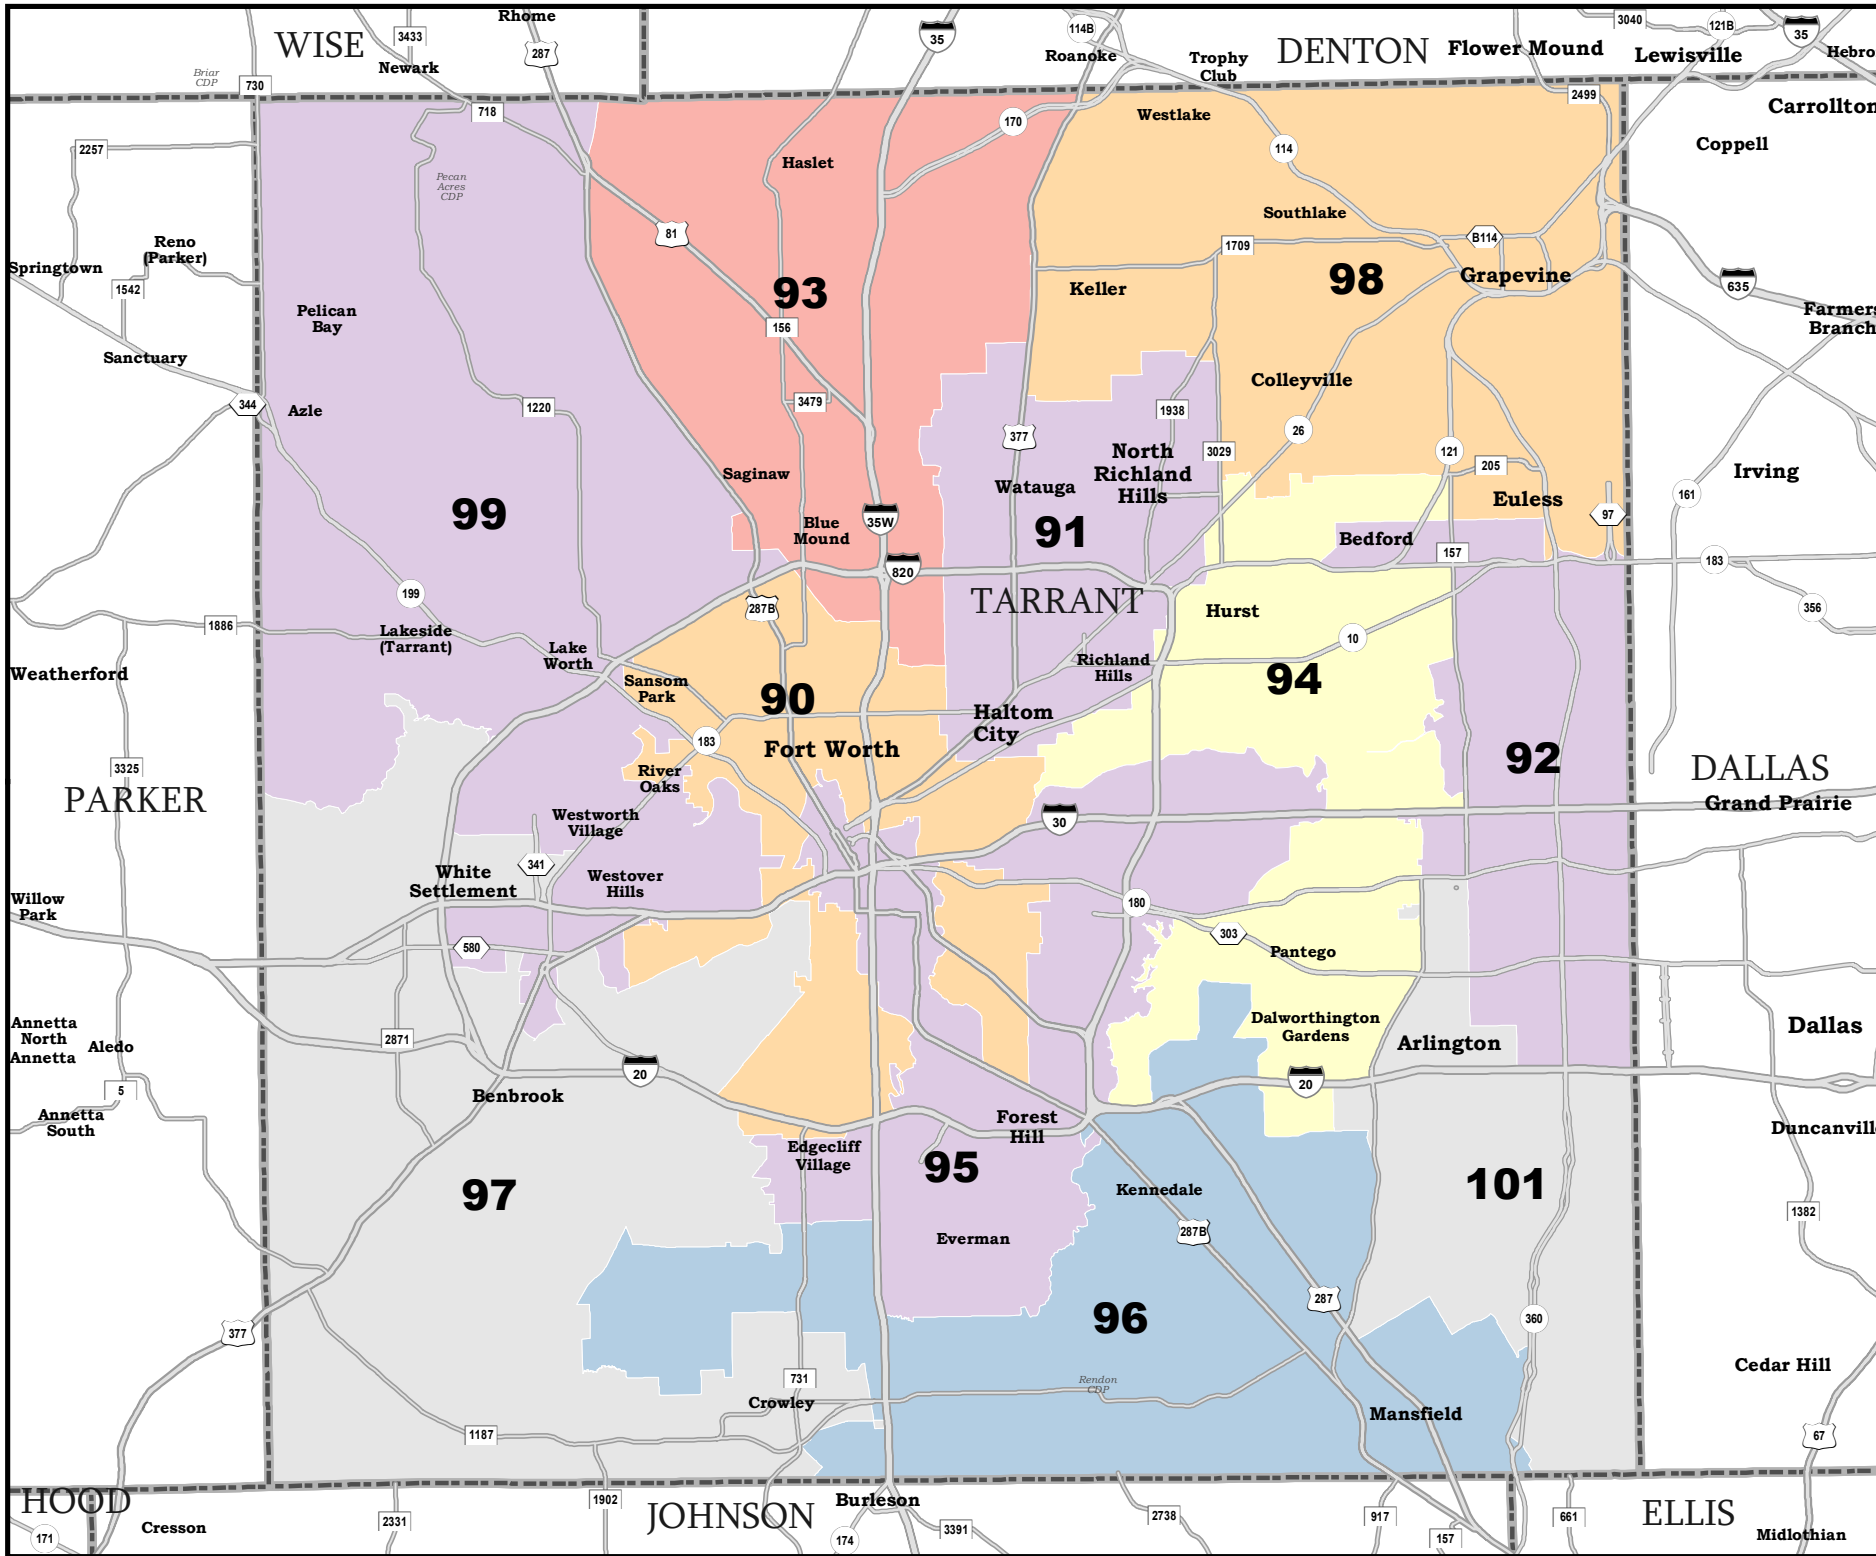 Rhome
WISE
3433
Newark
287
35
114B
Roanoke
Trophy
Club
DENTON
Flower Mound
3040
121B
Lewisville
35
Hebro
Briar
CDP
730
718
2499
Carrollton
170
Westlake
2257
Haslet
114
Coppell
Pecan
Acres
CDP
Southlake
81
B114
1709
Reno
(Parker)
Springtown
1542
93
98
Grapevine
Keller
635
Pelican
Bay
Farmers
Branch
156
Sanctuary
Colleyville
344
Azle
1220
3479
1938
26
377
North
Richland
Hills
3029
121
205
Saginaw
Watauga
Irving
161
Euless
99
Blue
Mound
35W
91
97
Bedford
157
183
820
199
TARRANT
287B
356
Hurst
1886
Lakeside
(Tarrant)
10
Lake
Worth
Weatherford
Richland
Hills
94
Sansom
Park
90
Haltom
City
183
Fort Worth
92
3325
River
Oaks
DALLAS
PARKER
Grand Prairie
Westworth
Village
30
341
White
Settlement
Westover
Hills
Willow
Park
180
303
580
Pantego
Annetta
North
Annetta
Aledo
2871
Dalworthington
Gardens
Arlington
Dallas
20
20
5
Benbrook
Annetta
South
Forest
Hill
Duncanvill
Edgecliff
Village
95
97
Kennedale
101
1382
287B
Everman
287
96
360
377
Cedar Hill
731
Rendon
CDP
Crowley
Mansfield
1187
67
HOOD
1902
JOHNSON
Burleson
ELLIS
171
Cresson
2331
174
3391
2738
917
157
661
Midlothian